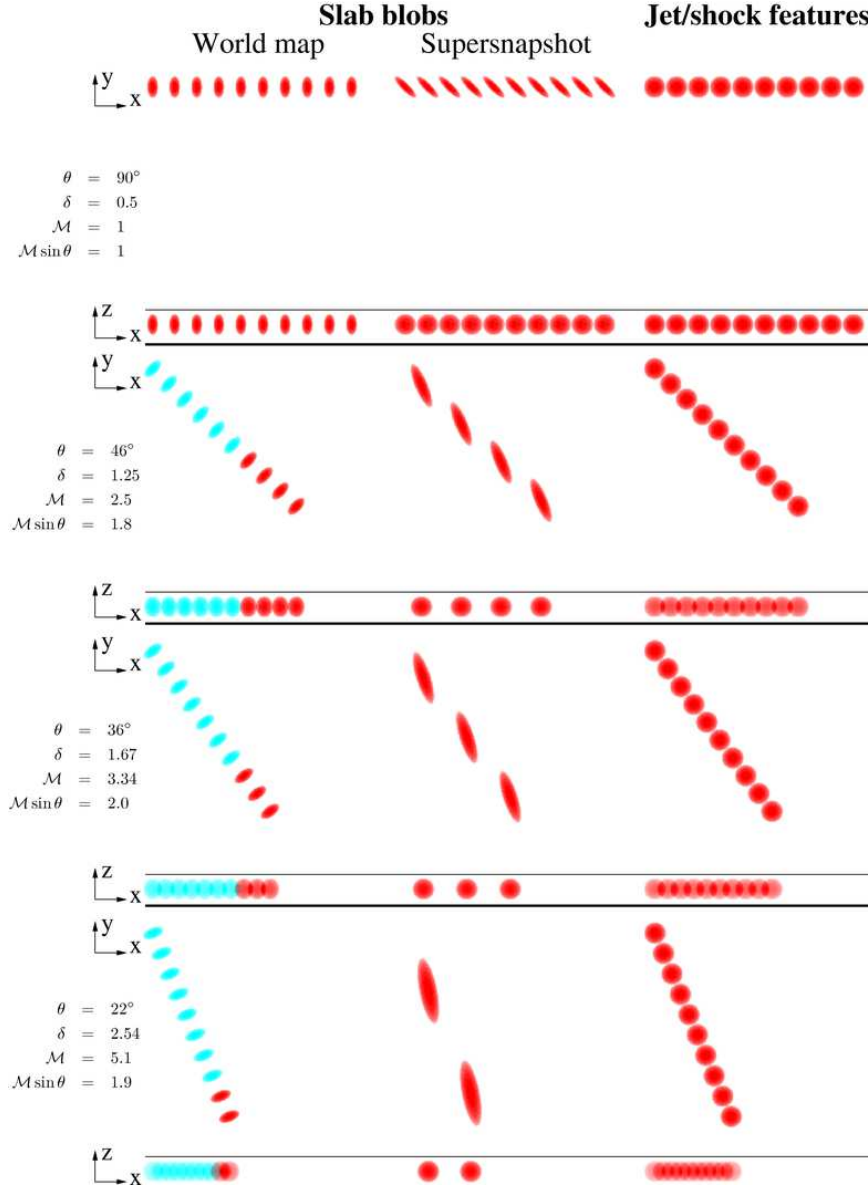 Slab blobs Jet/shock features
World map Supersnapshot
y
x
θ = 90°
δ = 0.5
ℳ = 1
ℳ sin θ = 1
z
x
y
x
θ = 46°
δ = 1.25
ℳ = 2.5
ℳ sin θ = 1.8
z
x
y
x
θ = 36°
δ = 1.67
ℳ = 3.34
ℳ sin θ = 2.0
z
x
y
x
θ = 22°
δ = 2.54
ℳ = 5.1
ℳ sin θ = 1.9
z
x